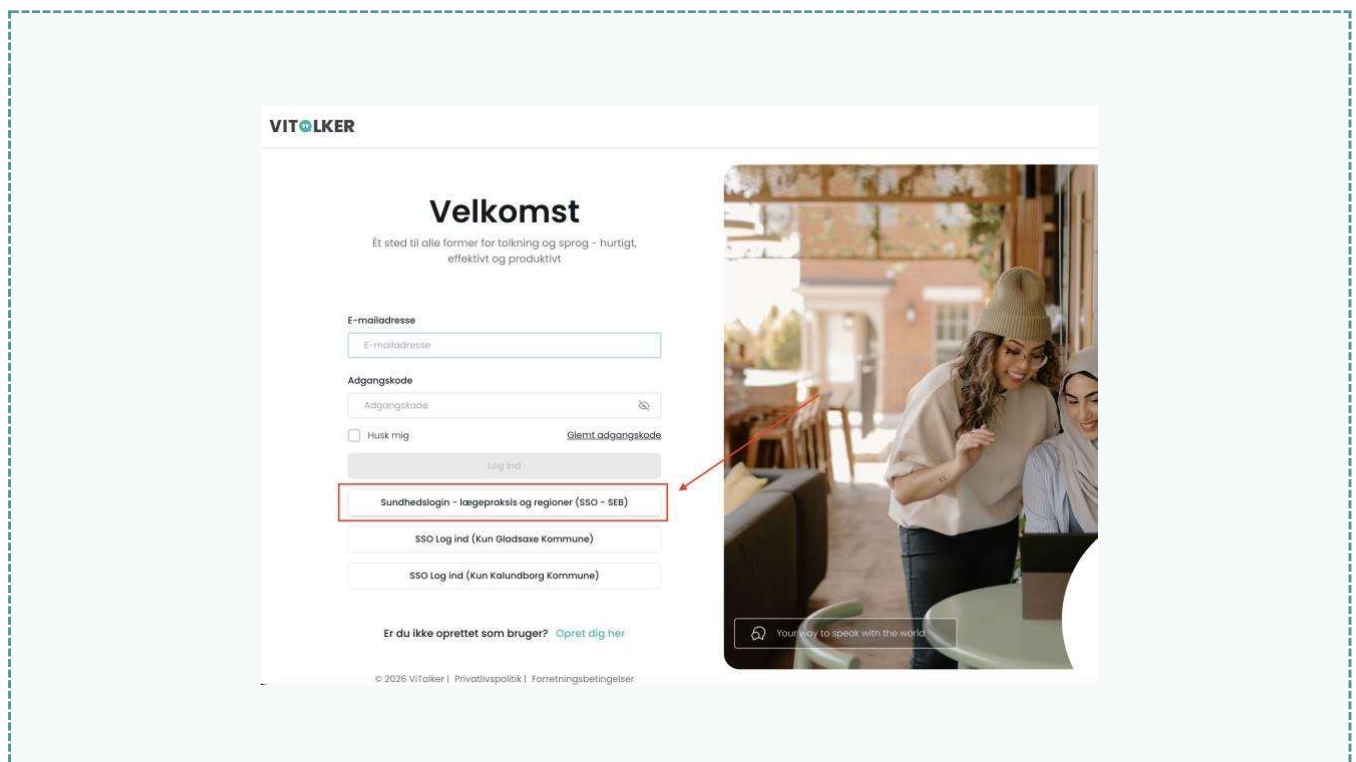 VITOLKER
Velkomst
Ét sted til alle former for tolkning og sprog - hurtigt,
effektivt og produktivt
E-mailadresse
E-mailadresse
Adgangskode
Adgangskode
Husk mig
Glemt adgangskode
Log ind
Sundhedslogin - lægepraksis og regioner (SSO - SEB)
SSO Log ind (Kun Gladsaxe Kommune)
SSO Log ind (Kun Kalundborg Kommune)
Er du ikke oprettet som bruger? Opret dig her
© 2026 ViTolker | Privatlivspolitik | Forretningsbetingelser
Your way to speak with the world